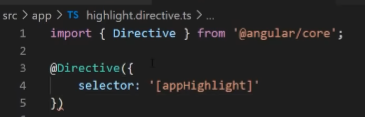 src > app > TS highlight.directive.ts > ...
1 import { Directive } from '@angular/core';
2
3 @Directive({
4 selector: '[appHighlight]'
5 })